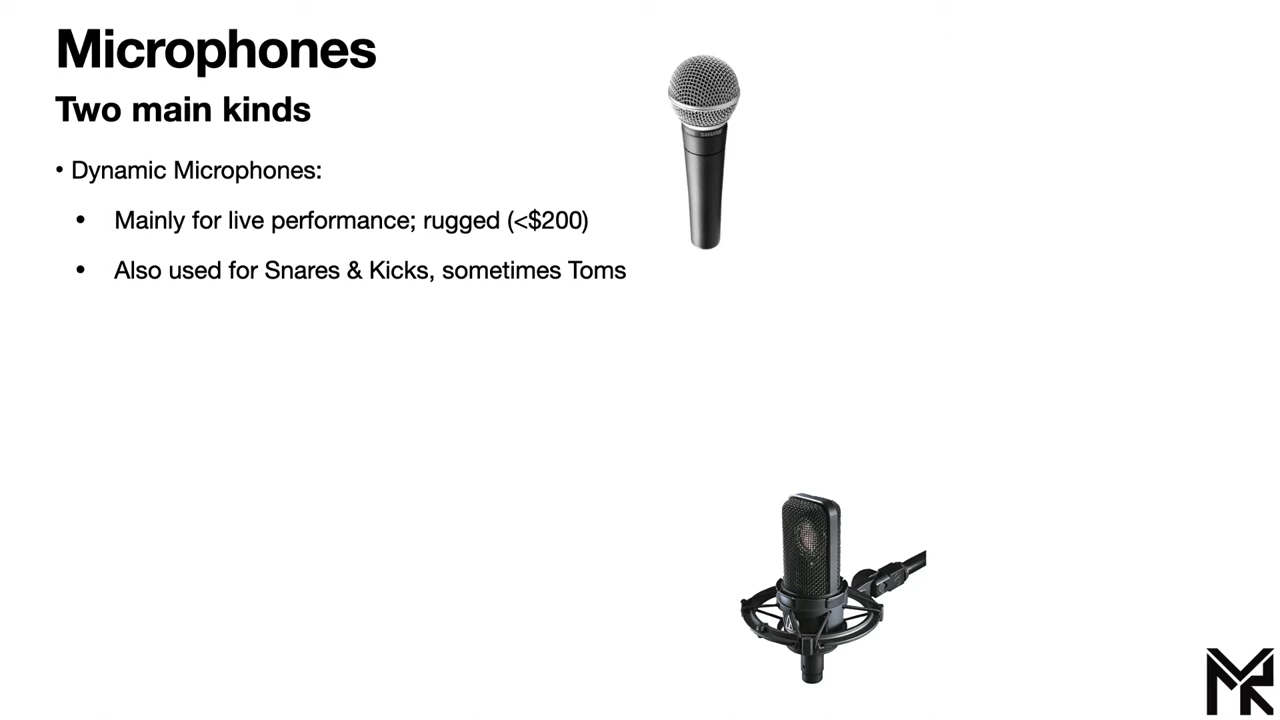 Microphones
Two main kinds
• Dynamic Microphones:
• Mainly for live performance; rugged (<$200)
• Also used for Snares & Kicks, sometimes Toms